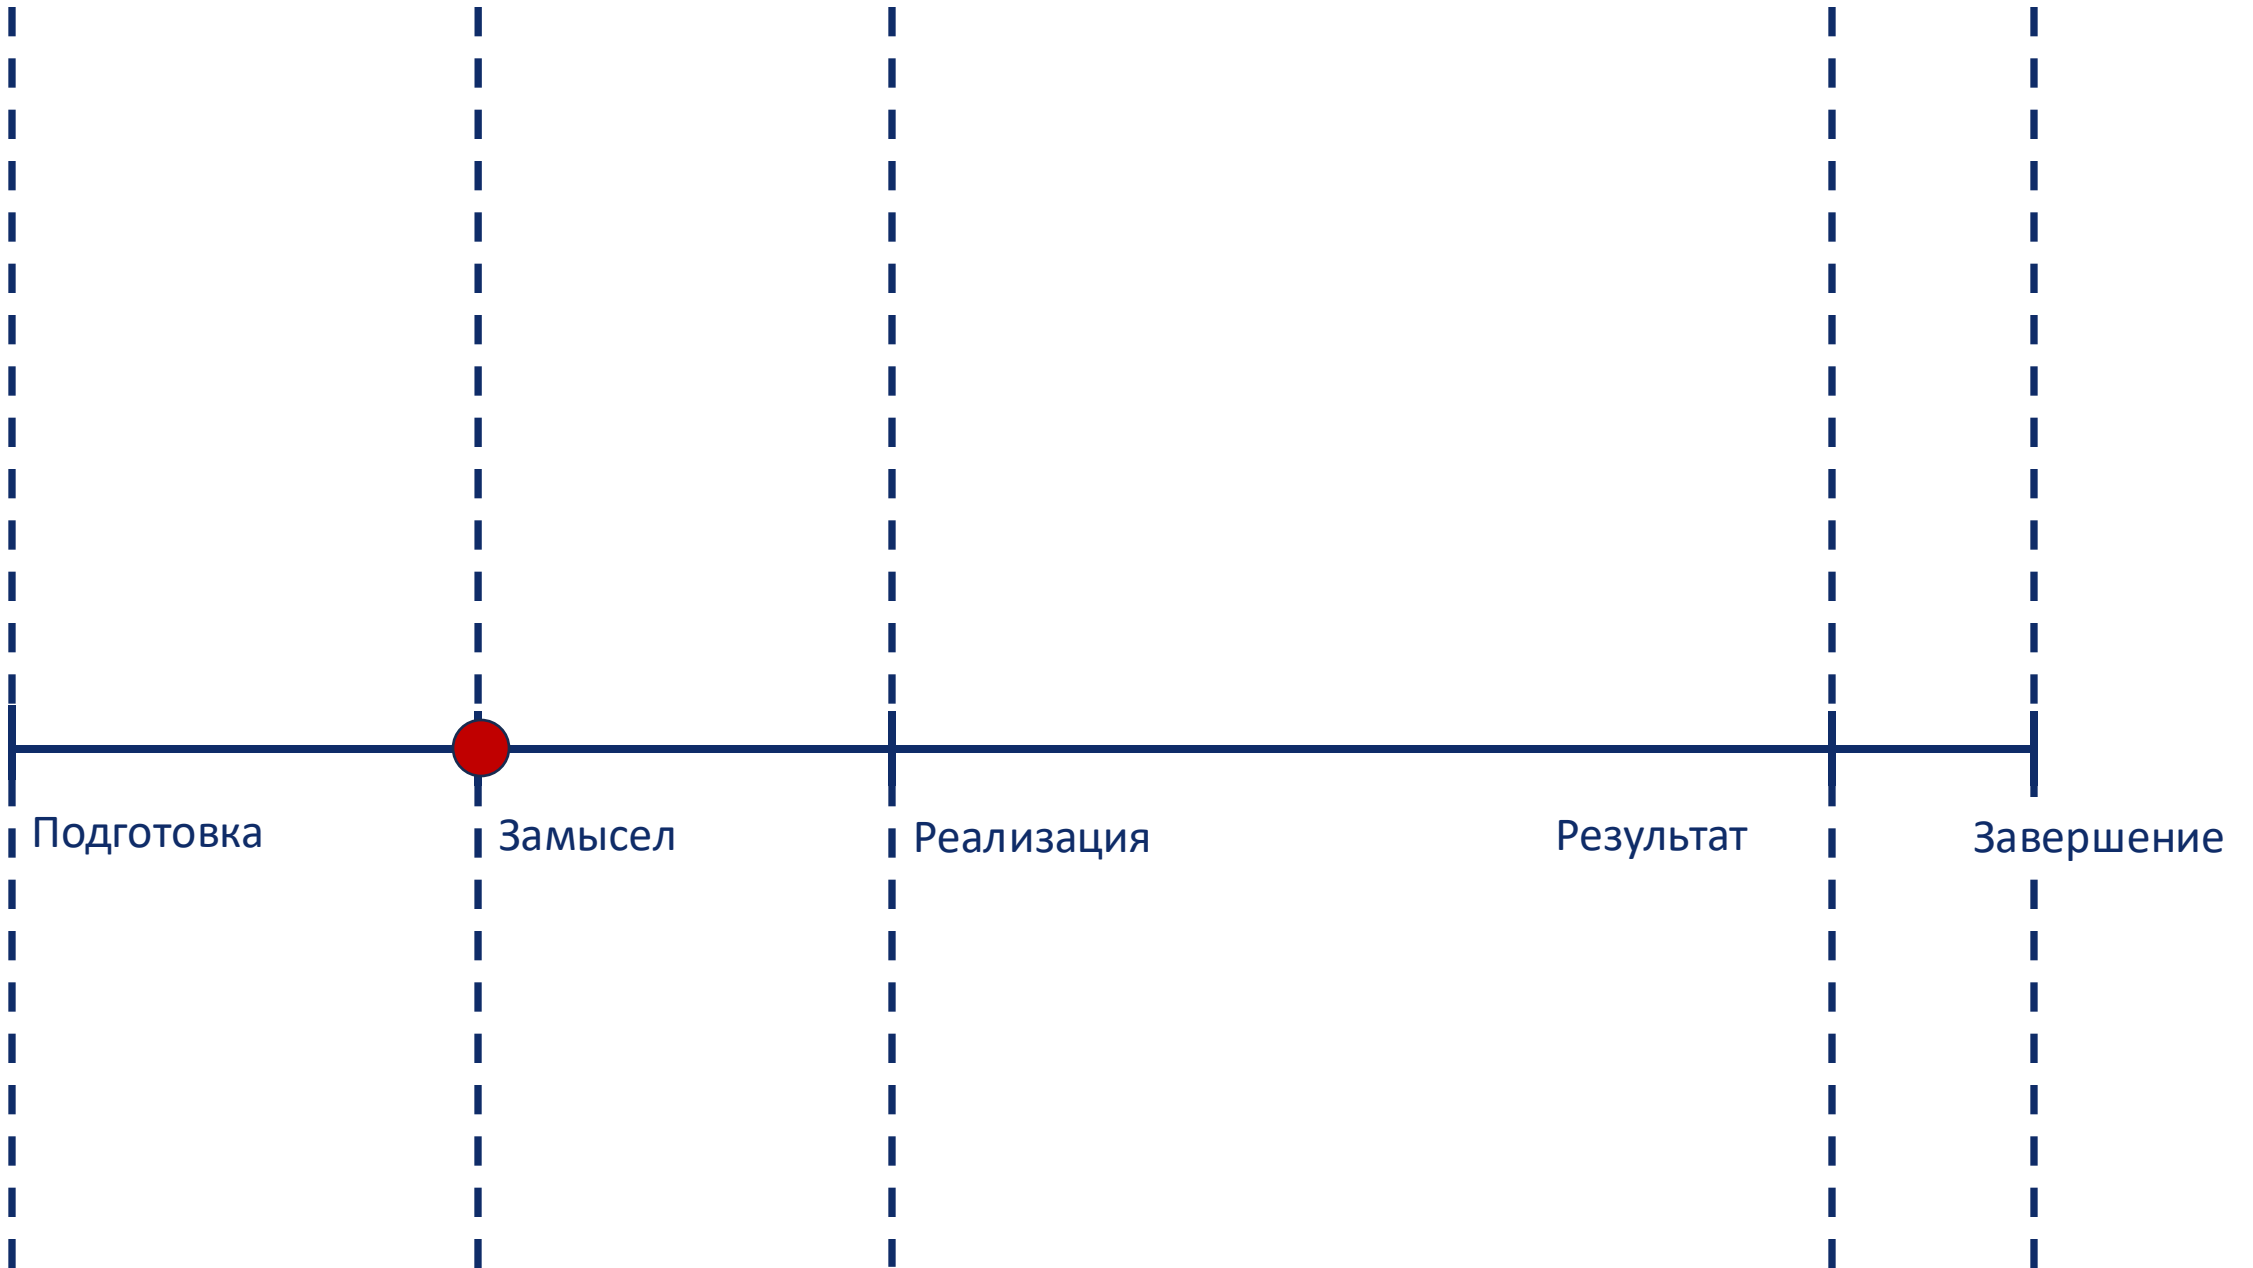 Подготовка
Замысел
Реализация
Результат
Завершение